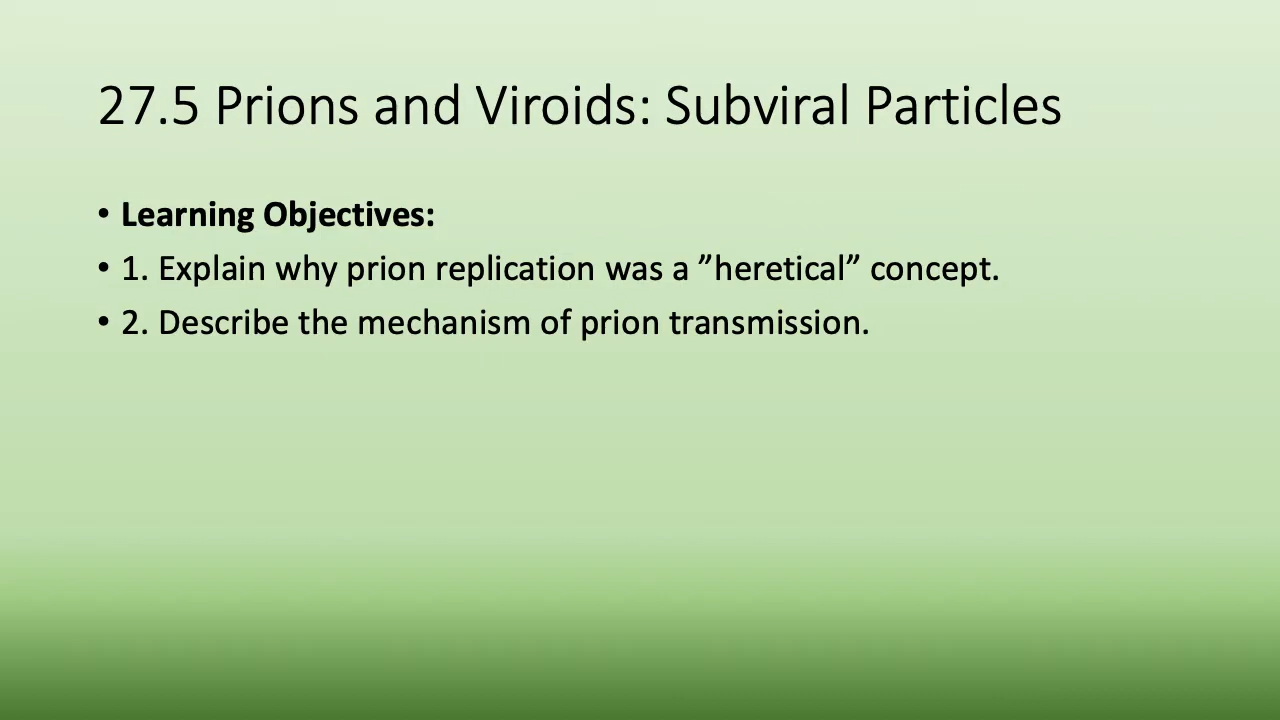 27.5 Prions and Viroids: Subviral Particles
• Learning Objectives:
• 1. Explain why prion replication was a ”heretical” concept.
• 2. Describe the mechanism of prion transmission.